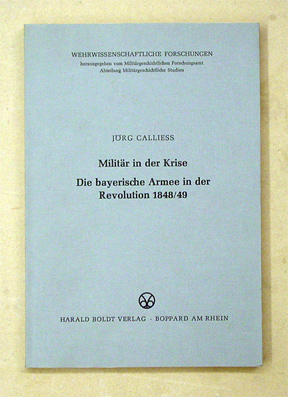 WEHRWISSENSCHAFTLICHE FORSCHUNGEN
herausgegeben vom Militärgeschichtlichen Forschungsamt
Abteilung Militärgeschichtliche Studien
JÜRG CALLIESS
Militär in der Krise
Die bayerische Armee in der
Revolution 1848/49
HARALD BOLDT VERLAG · BOPPARD AM RHEIN